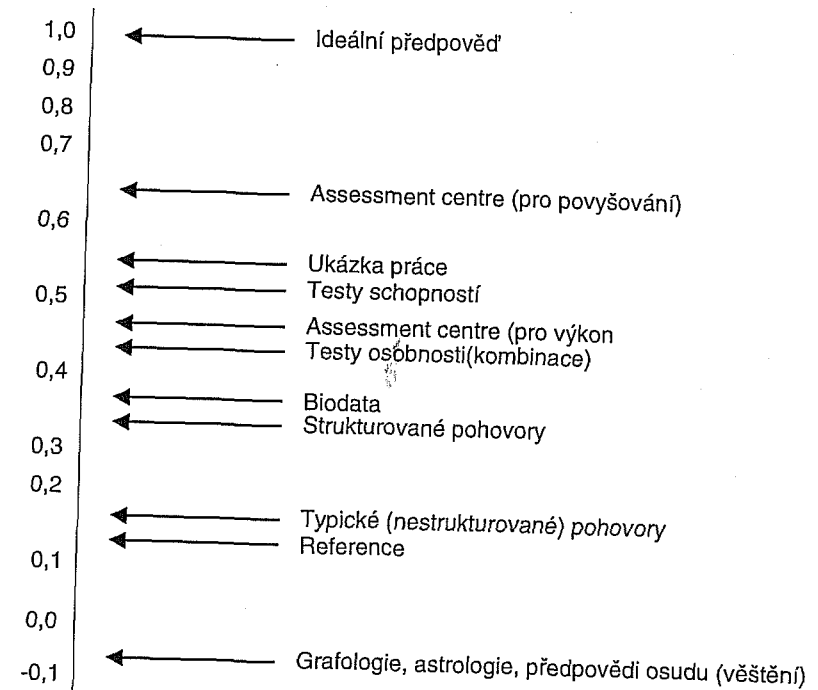 1,0 Ideální předpověď
0,9
0,8
0,7
Assessment centre (pro povyšování)
0,6
Ukázka práce
0,5 Testy schopností
Assessment centre (pro výkon
Testy osobnosti(kombinace)
0,4
Biodata
Strukturované pohovory
0,3
0,2
Typické (nestrukturované) pohovory
Reference
0,1
0,0
-0,1 Grafologie, astrologie, předpovědi osudu (věštění)